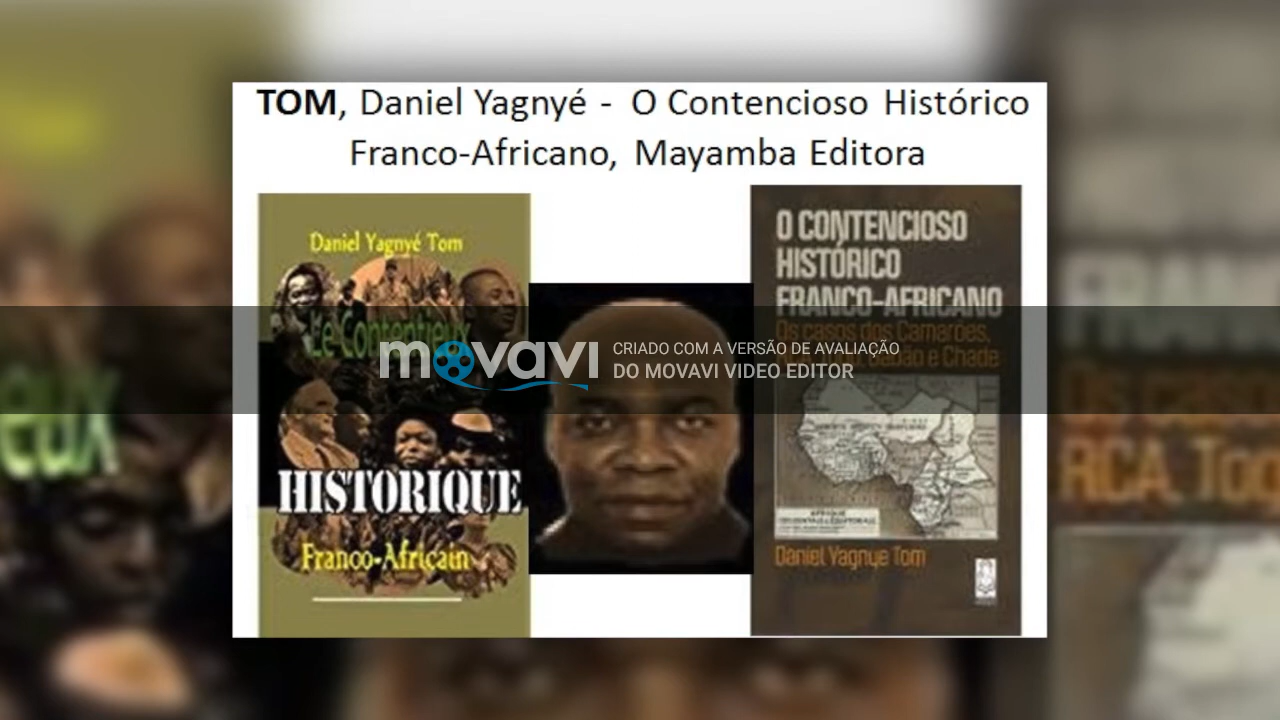 TOM, Daniel Yagnyé - O Contencioso Histórico
Franco-Africano, Mayamba Editora
Daniel Yagnyé Tom
Le Contentieux
HISTORIQUE
Franco-Africain
O CONTENCIOSO
HISTÓRICO
FRANCO-AFRICANO
Os casos dos Camarões,
Gabão e Chade
Daniel Yagnye Tom
movavi
CRIADO COM A VERSÃO DE AVALIAÇÃO
DO MOVAVI VIDEO EDITOR